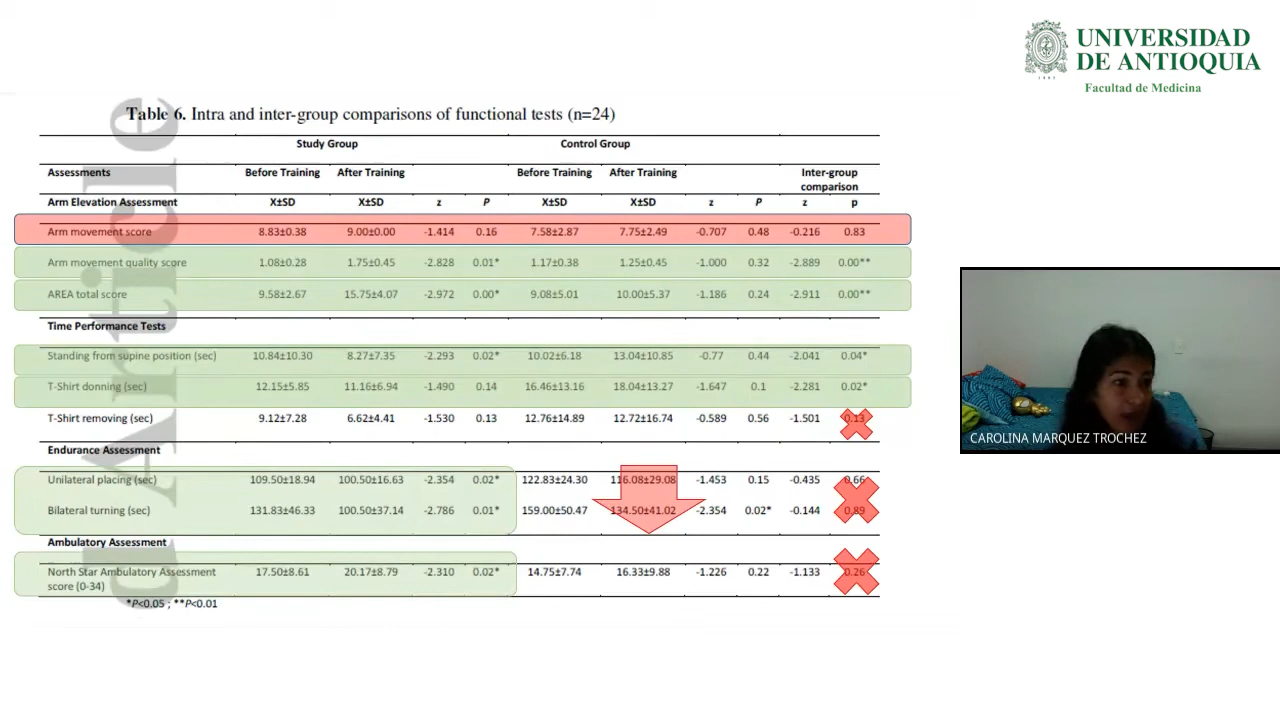 UNIVERSIDAD
DE ANTIOQUIA
1803
Facultad de Medicina
Table 6. Intra and inter-group comparisons of functional tests (n=24)
Study Group Control Group
Assessments Before Training After Training Before Training After Training Inter-group comparison
Arm Elevation Assessment X±SD X±SD z P X±SD X±SD z P z p
Arm movement score 8.83±0.38 9.00±0.00 -1.414 0.16 7.58±2.87 7.75±2.49 -0.707 0.48 -0.216 0.83
Arm movement quality score 1.08±0.28 1.75±0.45 -2.828 0.01* 1.17±0.38 1.25±0.45 -1.000 0.32 -2.889 0.00**
AREA total score 9.58±2.67 15.75±4.07 -2.972 0.00* 9.08±5.01 10.00±5.37 -1.186 0.24 -2.911 0.00**
Time Performance Tests
Standing from supine position (sec) 10.84±10.30 8.27±7.35 -2.293 0.02* 10.02±6.18 13.04±10.85 -0.77 0.44 -2.041 0.04*
T-Shirt donning (sec) 12.15±5.85 11.16±6.94 -1.490 0.14 16.46±13.16 18.04±13.27 -1.647 0.1 -2.281 0.02*
T-Shirt removing (sec) 9.12±7.28 6.62±4.41 -1.530 0.13 12.76±14.89 12.72±16.74 -0.589 0.56 -1.501 0.13
Endurance Assessment
Unilateral placing (sec) 109.50±18.94 100.50±16.63 -2.354 0.02* 122.83±24.30 116.08±29.08 -1.453 0.15 -0.435 0.66
Bilateral turning (sec) 131.83±46.33 100.50±37.14 -2.786 0.01* 159.00±50.47 134.50±41.02 -2.354 0.02* -0.144 0.89
Ambulatory Assessment
North Star Ambulatory Assessment 17.50±8.61 20.17±8.79 -2.310 0.02* 14.75±7.74 16.33±9.88 -1.226 0.22 -1.133 0.26
score (0-34)
*P<0.05 ; **P<0.01
d Article
CAROLINA MARQUEZ TROCHEZ